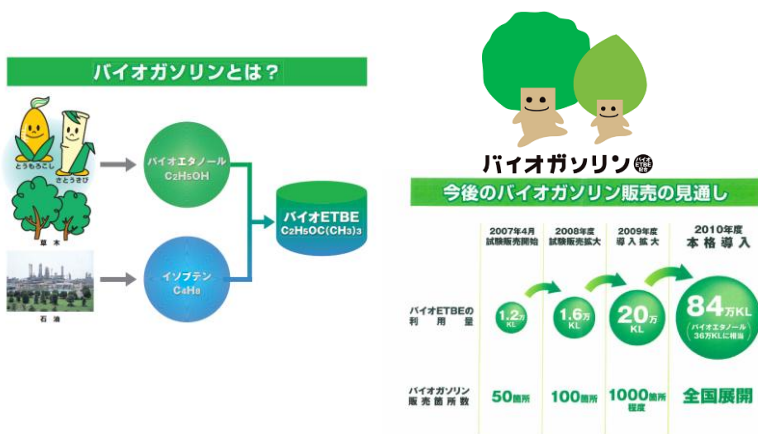 バイオガソリンとは？
とうもろこし
さとうきび
草木
石油
バイオエタノール
C2H5OH
イソブテン
C4H8
バイオETBE
C2H5OC(CH3)3
バイオガソリン バイオETBE配合
今後のバイオガソリン販売の見通し
2007年4月
試験販売開始
2008年度
試験販売拡大
2009年度
導入拡大
2010年度
本格導入
バイオETBEの
利用量
1.2万
KL
1.6万
KL
20万
KL
84万KL
(バイオエタノール
36万KLに相当)
バイオガソリン
販売箇所数
50箇所
100箇所
1000箇所
程度
全国展開